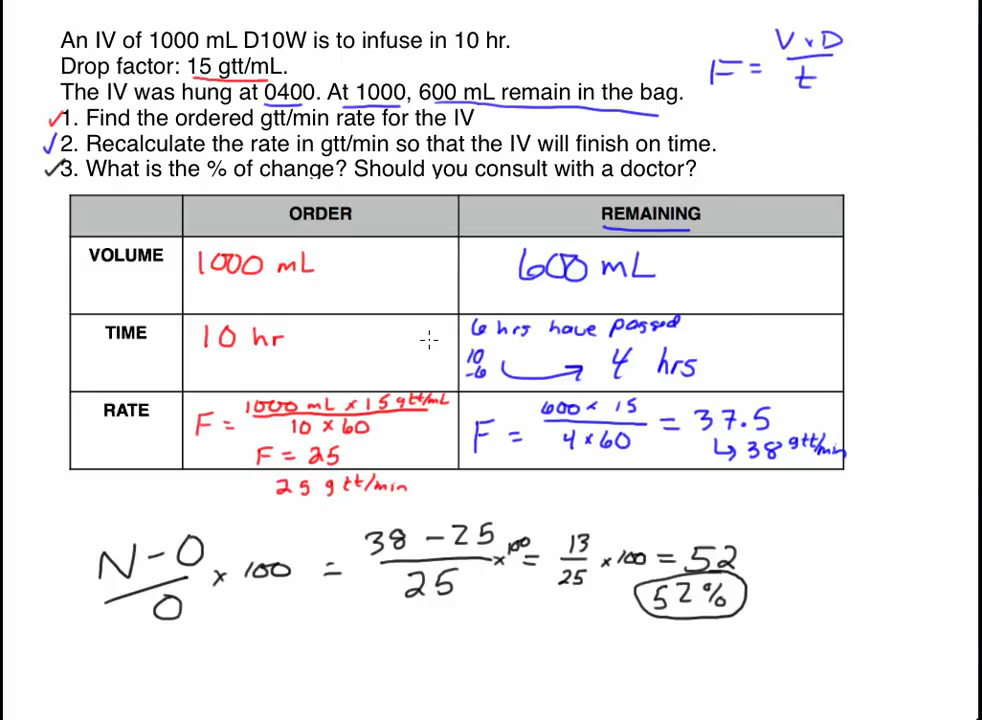 An IV of 1000 mL D10W is to infuse in 10 hr.
Drop factor: 15 gtt/mL.
The IV was hung at 0400. At 1000, 600 mL remain in the bag.
F = V x D / t
✓1. Find the ordered gtt/min rate for the IV
✓2. Recalculate the rate in gtt/min so that the IV will finish on time.
✓3. What is the % of change? Should you consult with a doctor?
ORDER REMAINING
VOLUME 1000 mL 600 mL
TIME 10 hr 6 hrs have passed
10
-6 → 4 hrs
RATE F = 1000 mL x 15 gtt/mL / 10 x 60
F = 25
25 gtt/min
F = 600 x 15 / 4 x 60 = 37.5
↳ 38 gtt/min
N - O / O x 100 = 38 - 25 / 25 x 100 = 13 / 25 x 100 = 52
52%